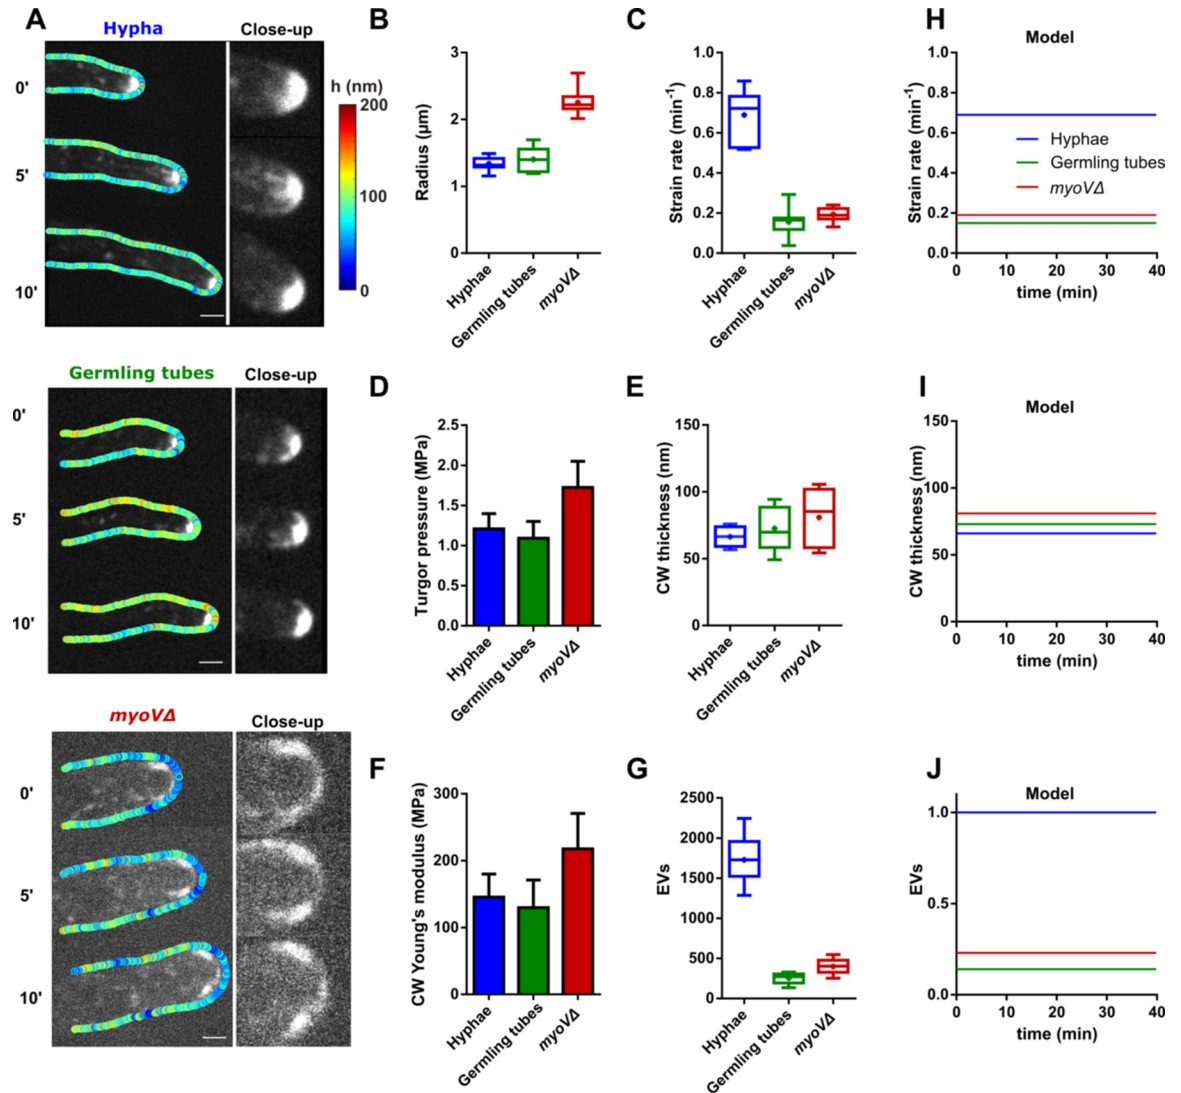 A
Hypha
Close-up
0'
5'
10'
h (nm)
200
100
0
Germling tubes
Close-up
0'
5'
10'
myoVΔ
Close-up
0'
5'
10'
B
Radius (μm)
3
2
1
0
Hyphae
Germling tubes
myoVΔ
C
Strain rate (min-1)
1.0
0.8
0.6
0.4
0.2
0.0
Hyphae
Germling tubes
myoVΔ
H
Model
Strain rate (min-1)
1.0
0.8
0.6
0.4
0.2
0.0
Hyphae
Germling tubes
myoVΔ
0 10 20 30 40
time (min)
D
Turgor pressure (MPa)
2.5
2.0
1.5
1.0
0.5
0.0
Hyphae
Germling tubes
myoVΔ
E
CW thickness (nm)
150
100
50
0
Hyphae
Germling tubes
myoVΔ
I
Model
CW thickness (nm)
150
100
50
0
0 10 20 30 40
time (min)
F
CW Young's modulus (MPa)
300
200
100
0
Hyphae
Germling tubes
myoVΔ
G
EVs
2500
2000
1500
1000
500
0
Hyphae
Germling tubes
myoVΔ
J
Model
EVs
1.0
0.5
0.0
0 10 20 30 40
time (min)